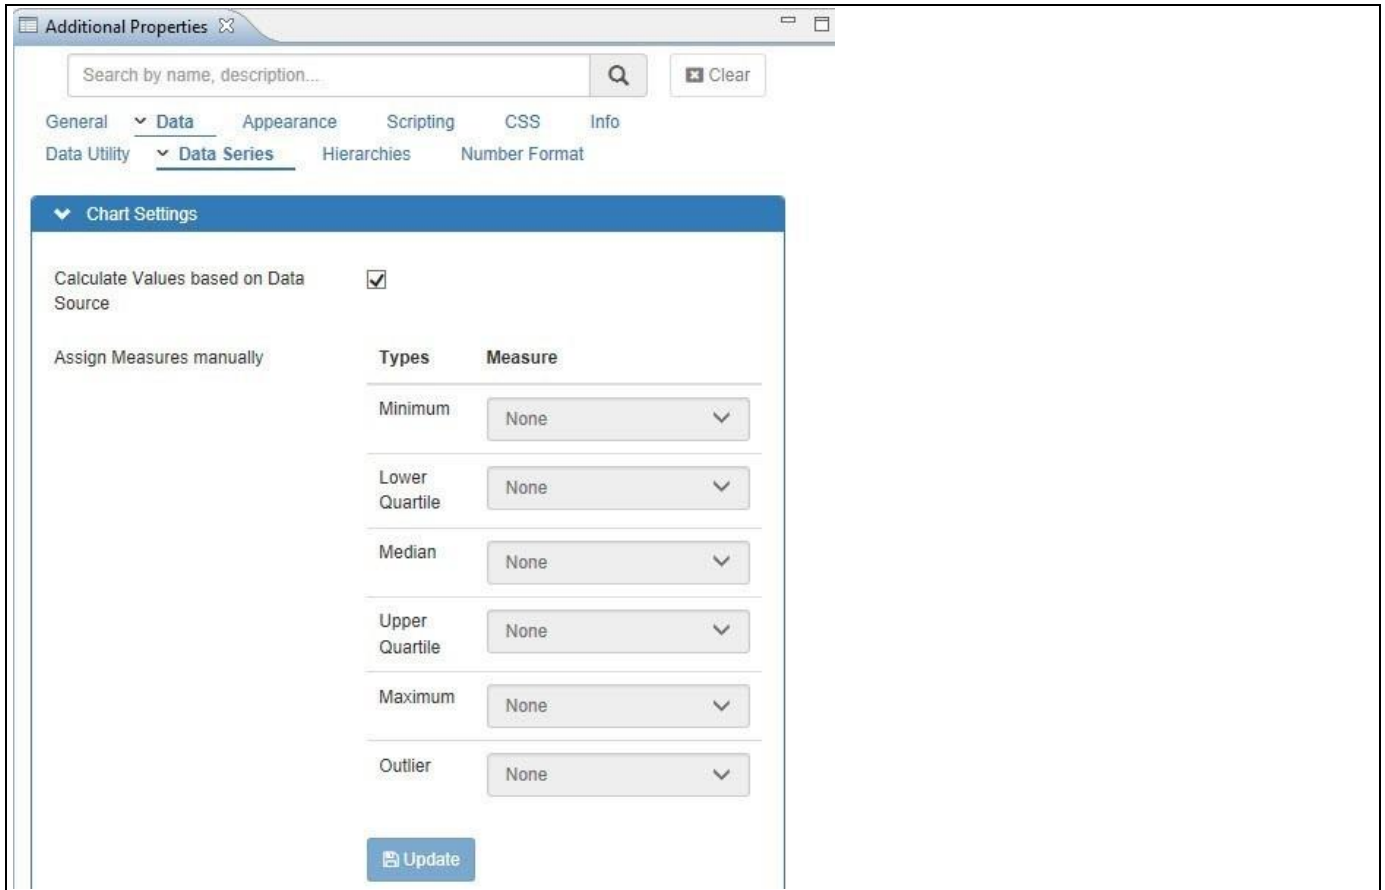 Additional Properties
Search by name, description...
Clear
General Data Appearance Scripting CSS Info
Data Utility Data Series Hierarchies Number Format
Chart Settings
Calculate Values based on Data
Source
Assign Measures manually Types Measure
Minimum None
Lower
Quartile None
Median None
Upper
Quartile None
Maximum None
Outlier None
Update